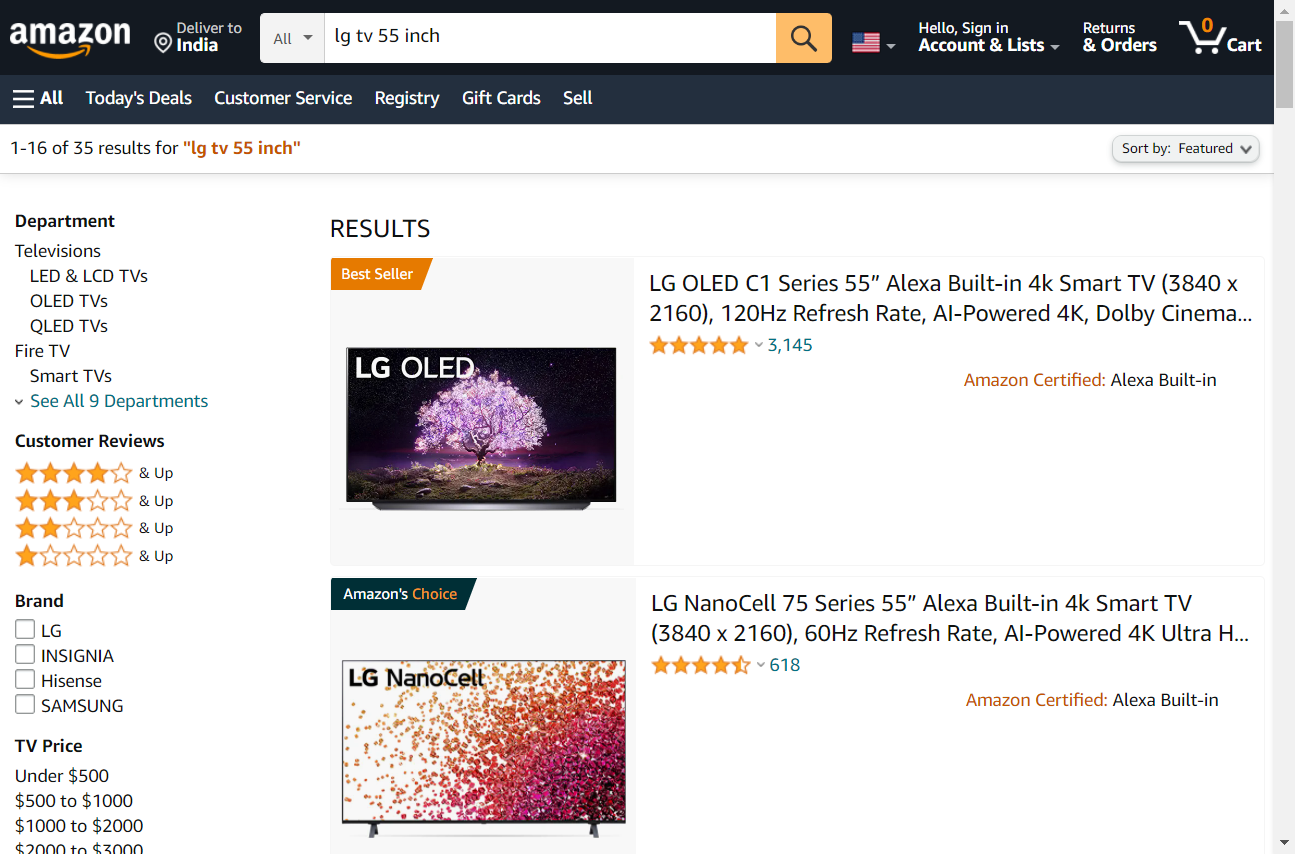 amazon
Deliver to
India
All
lg tv 55 inch
Hello, Sign in
Account & Lists
Returns
& Orders
0
Cart
All
Today's Deals
Customer Service
Registry
Gift Cards
Sell
1-16 of 35 results for "lg tv 55 inch"
Sort by: Featured
Department
Televisions
LED & LCD TVs
OLED TVs
QLED TVs
Fire TV
Smart TVs
See All 9 Departments
Customer Reviews
& Up
& Up
& Up
& Up
Brand
LG
INSIGNIA
Hisense
SAMSUNG
TV Price
Under $500
$500 to $1000
$1000 to $2000
$2000 to $3000
RESULTS
Best Seller
LG OLED
LG OLED C1 Series 55” Alexa Built-in 4k Smart TV (3840 x
2160), 120Hz Refresh Rate, AI-Powered 4K, Dolby Cinema...
3,145
Amazon Certified: Alexa Built-in
Amazon's Choice
LG NanoCell
LG NanoCell 75 Series 55” Alexa Built-in 4k Smart TV
(3840 x 2160), 60Hz Refresh Rate, AI-Powered 4K Ultra H...
618
Amazon Certified: Alexa Built-in